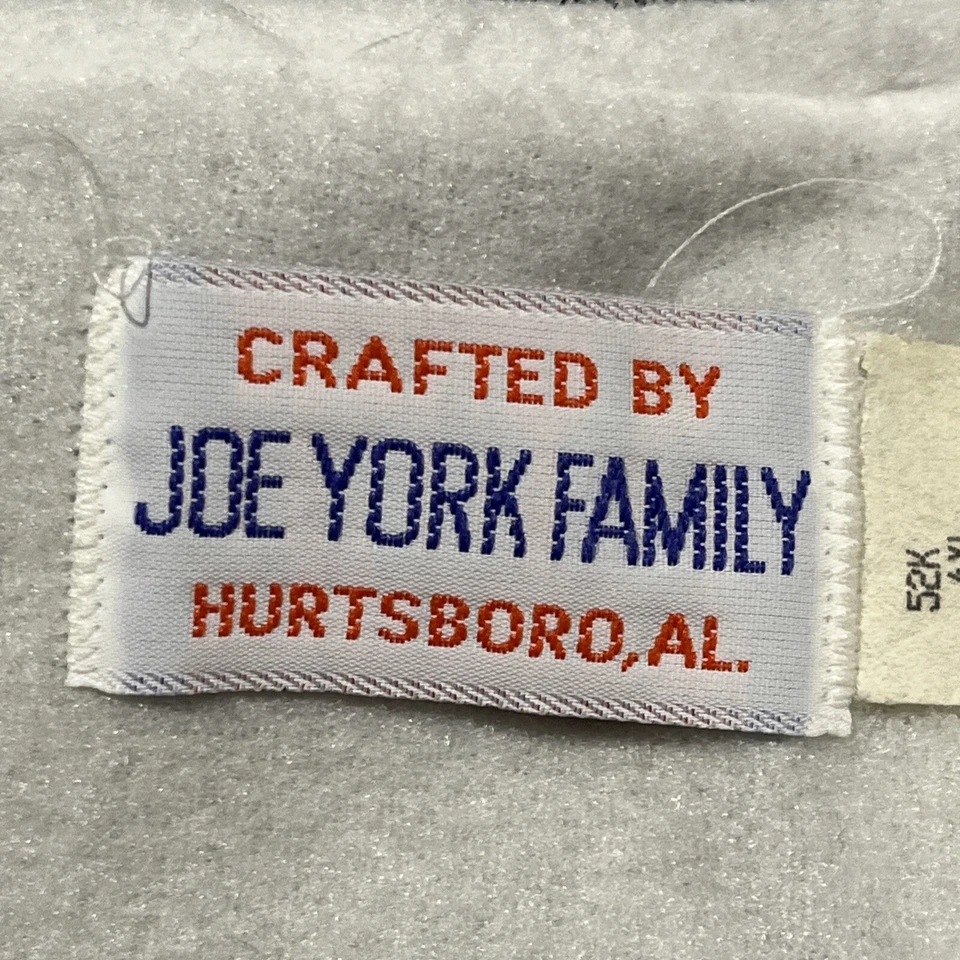 CRAFTED BY
JOE YORK FAMILY
HURTSBORO, AL.
52K